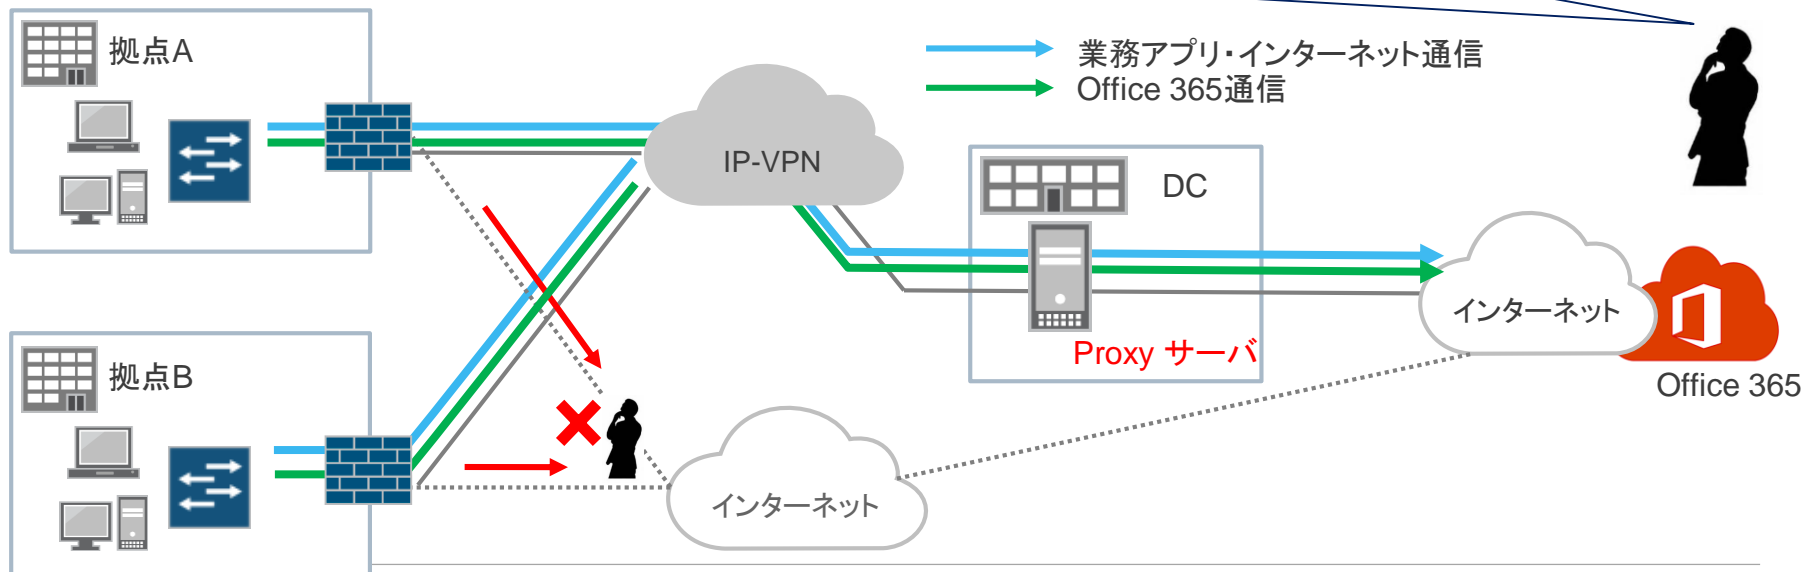 拠点A
業務アプリ・インターネット通信
Office 365通信
IP-VPN
DC
インターネット
Proxy サーバ
拠点B
Office 365
インターネット